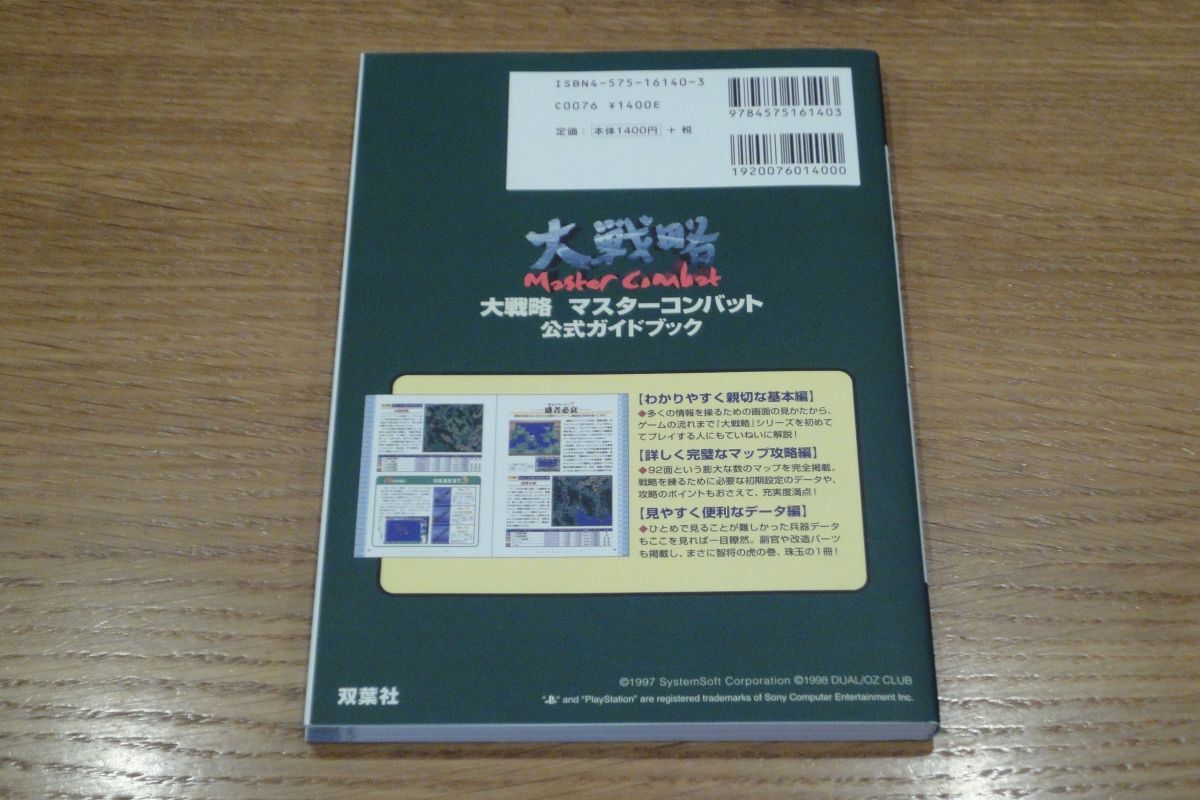 ISBN4-575-16140-3
C0076 ¥1400E
定価：本体1400円 + 税
9784575161403
1920076014000
大戦略
Master Combat
大戦略 マスターコンバット
公式ガイドブック
盛者必衰
【わかりやすく親切な基本編】
◆多くの情報を操るための画面の見かたから、
ゲームの流れまで「大戦略」シリーズを初め
てプレイする人にもていねいに解説！
【詳しく完璧なマップ攻略編】
◆92面という膨大な数のマップを完全掲載。
戦略を練るために必要な初期設定のデータや、
攻略のポイントもおさえて、充実度満点！
【見やすく便利なデータ編】
◆ひとめで見ることが難しかった兵器データ
もここを見れば一目瞭然。副官や改造パーツ
も掲載し、まさに智将の虎の巻、珠玉の1冊！
©1997 SystemSoft Corporation ©1998 DUAL/OZ CLUB
双葉社
" " and "PlayStation" are registered trademarks of Sony Computer Entertainment Inc.